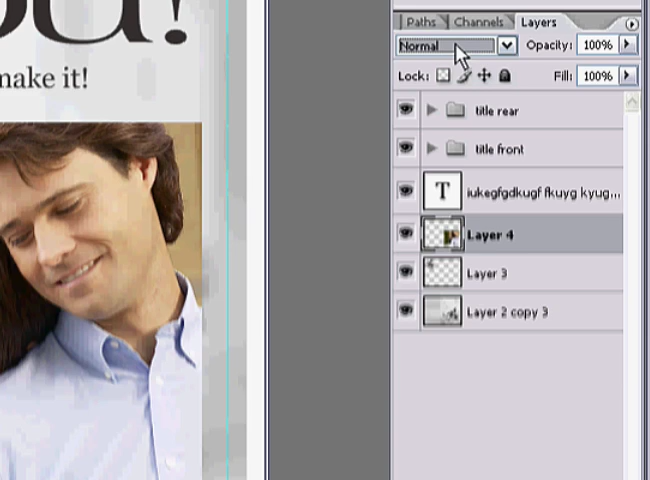 ou!
make it!
Paths Channels Layers
Normal Opacity: 100%
Lock: Fill: 100%
title rear
title front
T iukegfgdkugf fkuyg kyug...
Layer 4
Layer 3
Layer 2 copy 3